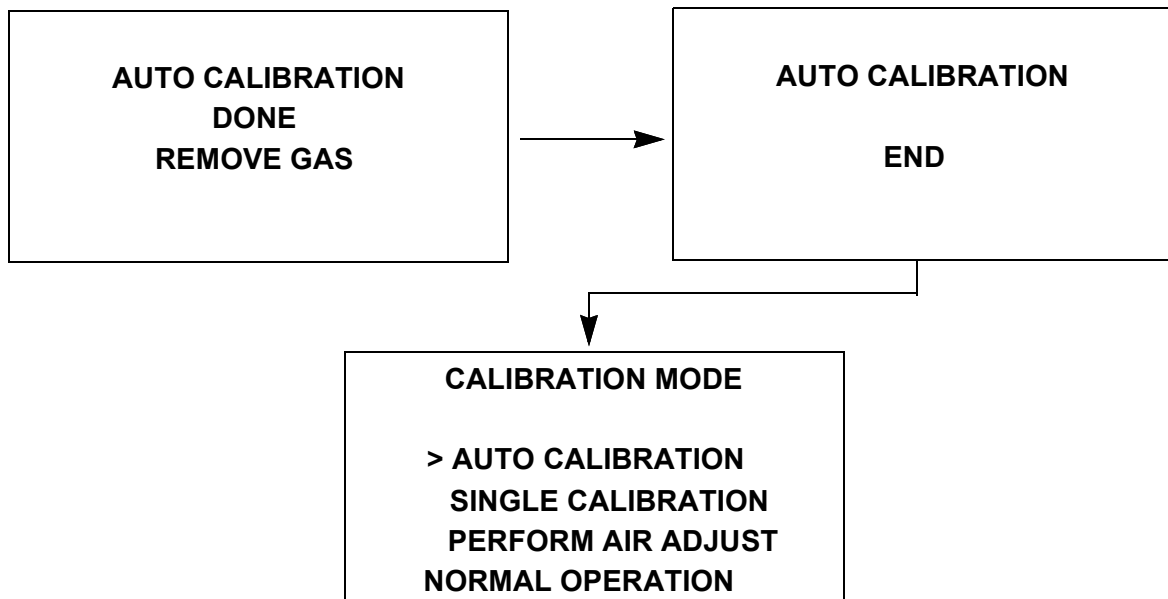 AUTO CALIBRATION
DONE
REMOVE GAS
AUTO CALIBRATION
END
CALIBRATION MODE
> AUTO CALIBRATION
SINGLE CALIBRATION
PERFORM AIR ADJUST
NORMAL OPERATION